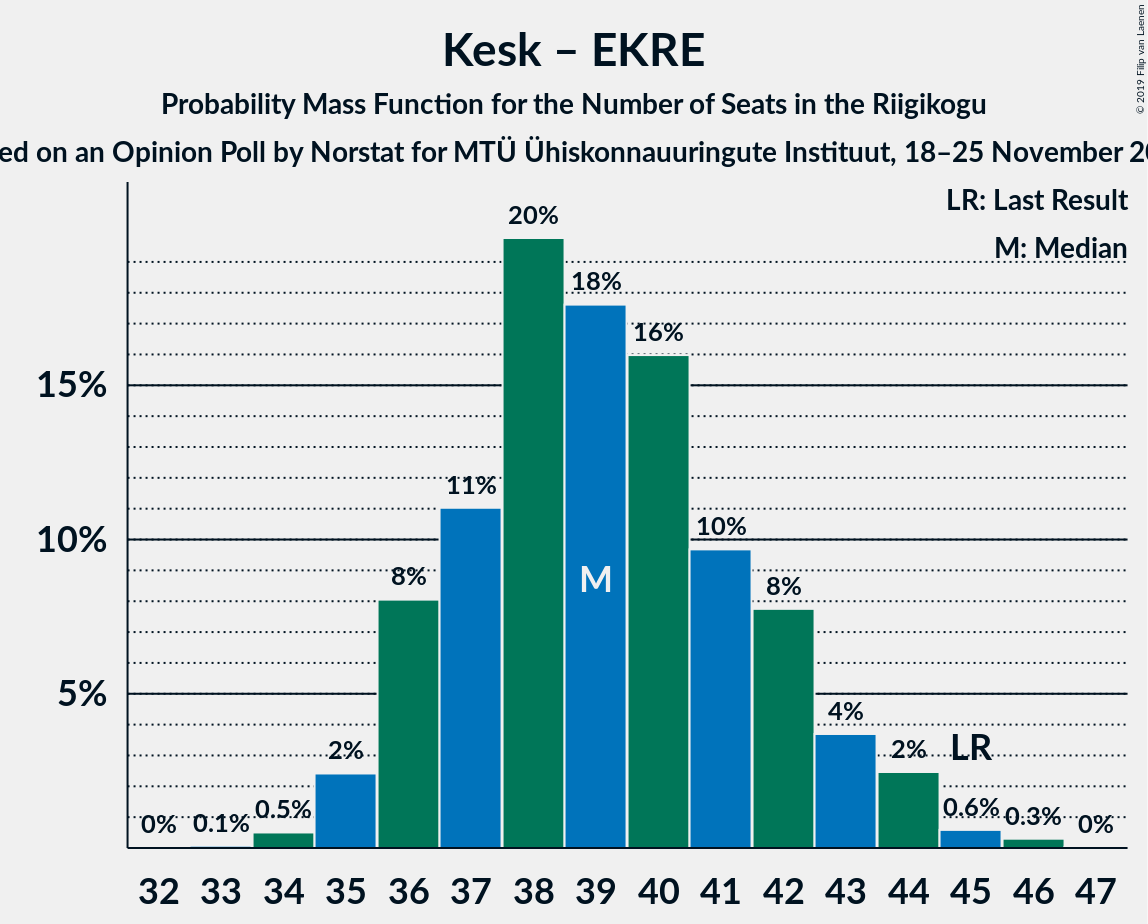 Kesk – EKRE
Probability Mass Function for the Number of Seats in the Riigikogu
ed on an Opinion Poll by Norstat for MTÜ Ühiskonnauuringute Instituut, 18–25 November 20
© 2019 Filip van Laenen
LR: Last Result
M: Median
20%
18%
16%
15%
11%
10%
10%
M
8%
8%
5%
4%
2%
2%
LR
0%
0.1%
0.5%
0.6%
0.3%
0%
32 33 34 35 36 37 38 39 40 41 42 43 44 45 46 47